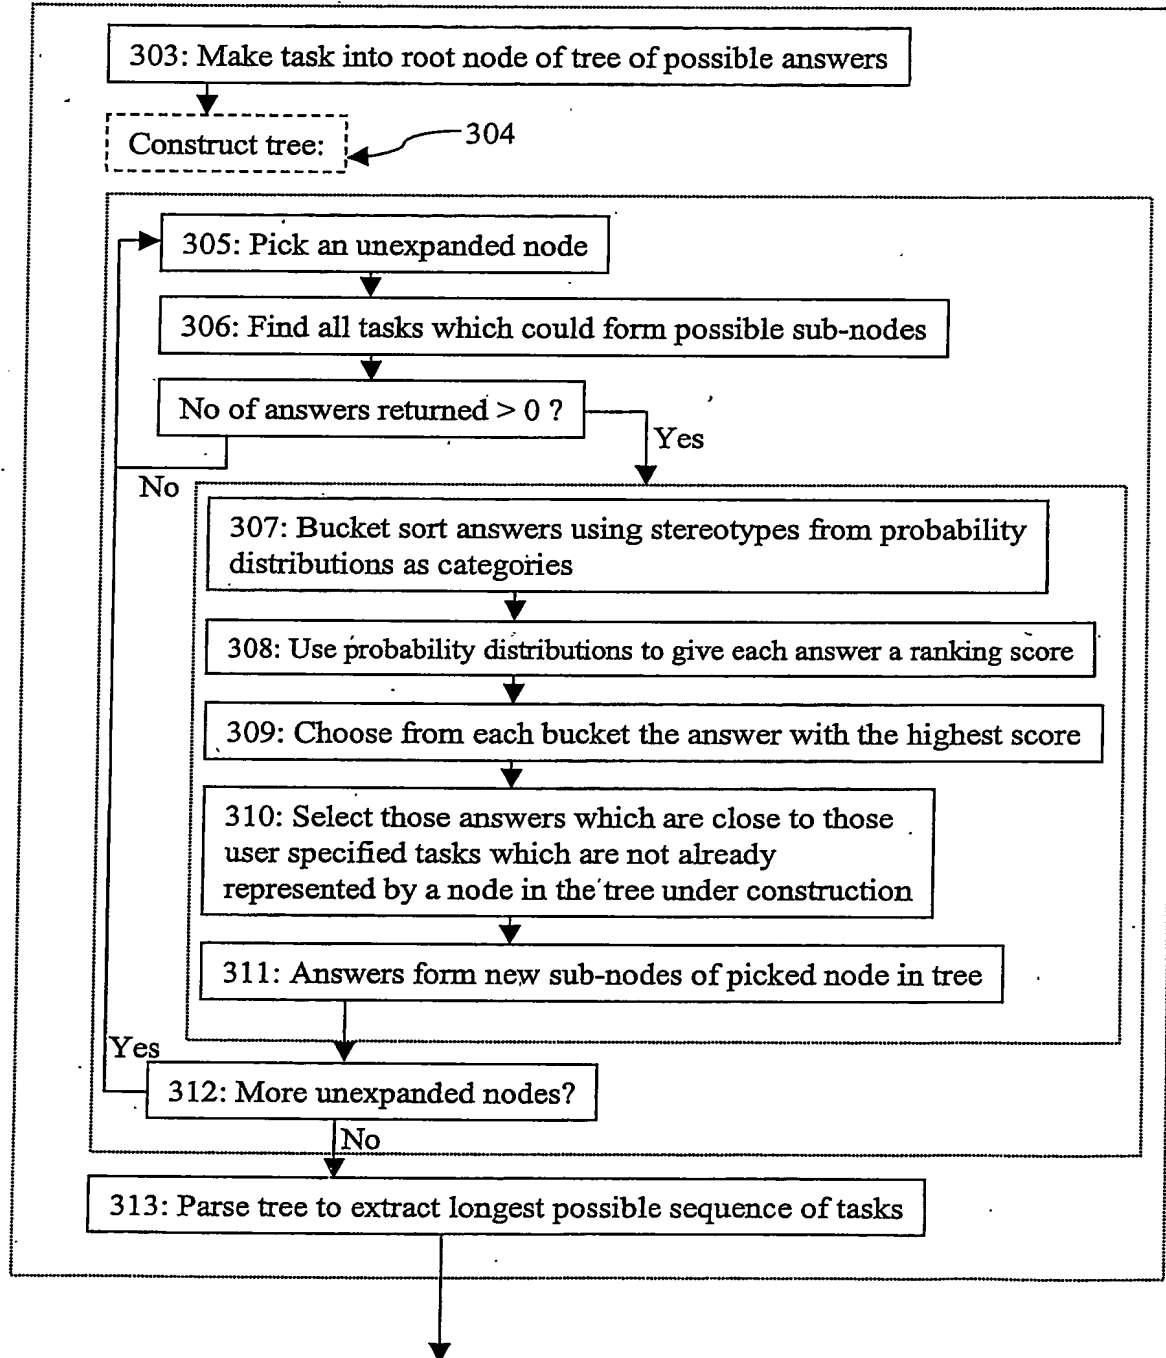 303: Make task into root node of tree of possible answers
Construct tree:
304
305: Pick an unexpanded node
306: Find all tasks which could form possible sub-nodes
No of answers returned > 0 ?
Yes
No
307: Bucket sort answers using stereotypes from probability
distributions as categories
308: Use probability distributions to give each answer a ranking score
309: Choose from each bucket the answer with the highest score
310: Select those answers which are close to those
user specified tasks which are not already
represented by a node in the tree under construction
311: Answers form new sub-nodes of picked node in tree
Yes
312: More unexpanded nodes?
No
313: Parse tree to extract longest possible sequence of tasks